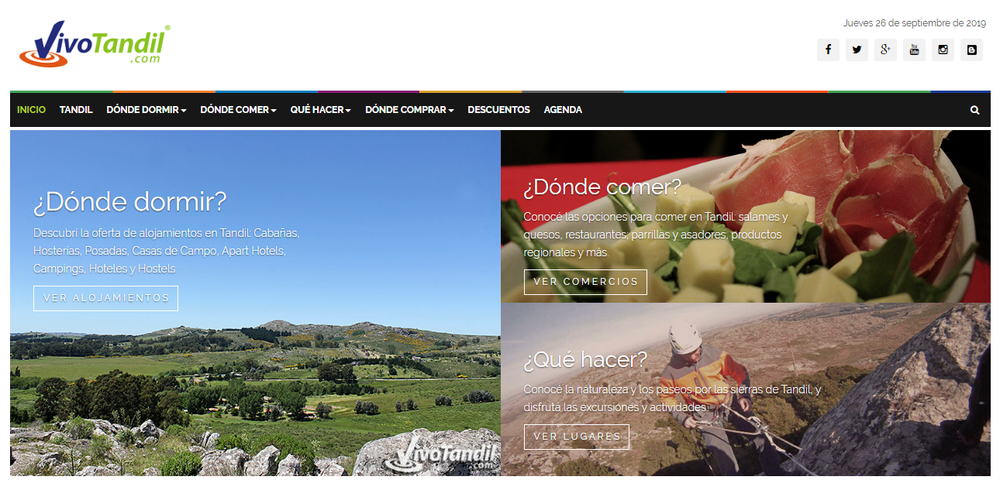 VivoTandil®
.com
Jueves 26 de septiembre de 2019
INICIO TANDIL DÓNDE DORMIR DÓNDE COMER QUÉ HACER DÓNDE COMPRAR DESCUENTOS AGENDA
¿Dónde dormir?
Descubrí la oferta de alojamientos en Tandil: Cabañas,
Hosterías, Posadas, Casas de Campo, Apart Hotels,
Campings, Hoteles y Hostels.
VER ALOJAMIENTOS
VivoTandil
.com
¿Dónde comer?
Conocé las opciones para comer en Tandil: salames y
quesos, restaurantes; parrillas y asadores, productos
regionales y más.
VER COMERCIOS
¿Qué hacer?
Conocé la naturaleza y los paseos por las sierras de Tandil, y
disfrutá las excursiones y actividades.
VER LUGARES